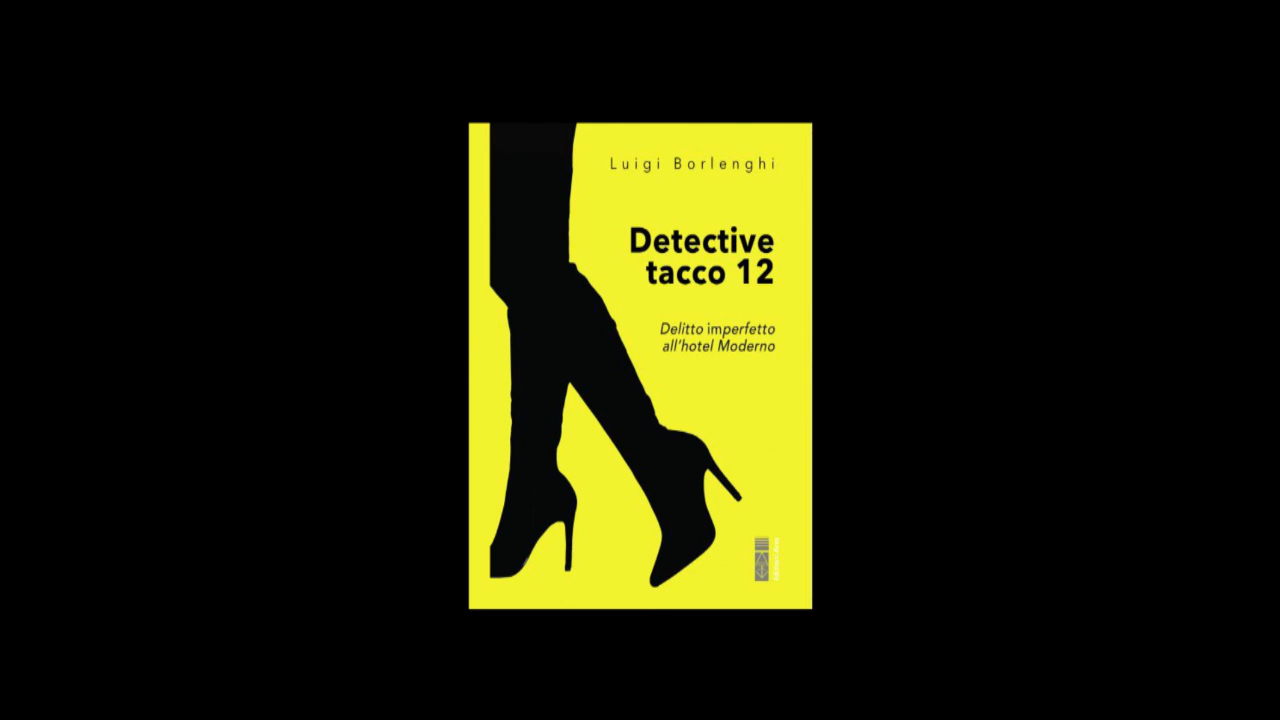 Luigi Borlenghi
Detective
tacco 12
Delitto imperfetto
all'hotel Moderno